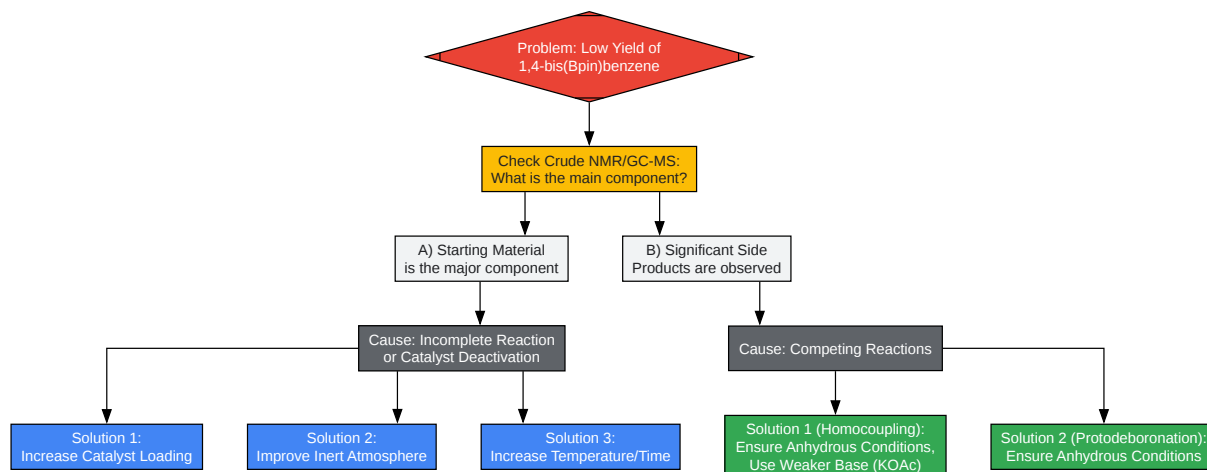 Problem: Low Yield of
1,4-bis(Bpin)benzene
Check Crude NMR/GC-MS:
What is the main component?
A) Starting Material
is the major component
B) Significant Side
Products are observed
Cause: Incomplete Reaction
or Catalyst Deactivation
Cause: Competing Reactions
Solution 1:
Increase Catalyst Loading
Solution 2:
Improve Inert Atmosphere
Solution 3:
Increase Temperature/Time
Solution 1 (Homocoupling):
Ensure Anhydrous Conditions,
Use Weaker Base (KOAc)
Solution 2 (Protodeboronation):
Ensure Anhydrous Conditions